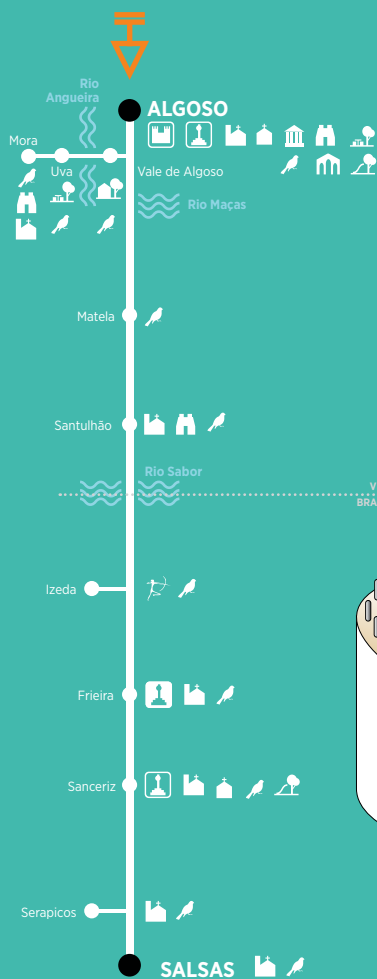 Rio
Angueira
ALGOSO
Mora
Uva
Vale de Algoso
Rio Maças
Matela
Santulhão
Rio Sabor
V
BRA
Izeda
Frieira
Sanceriz
Serapicos
SALSAS